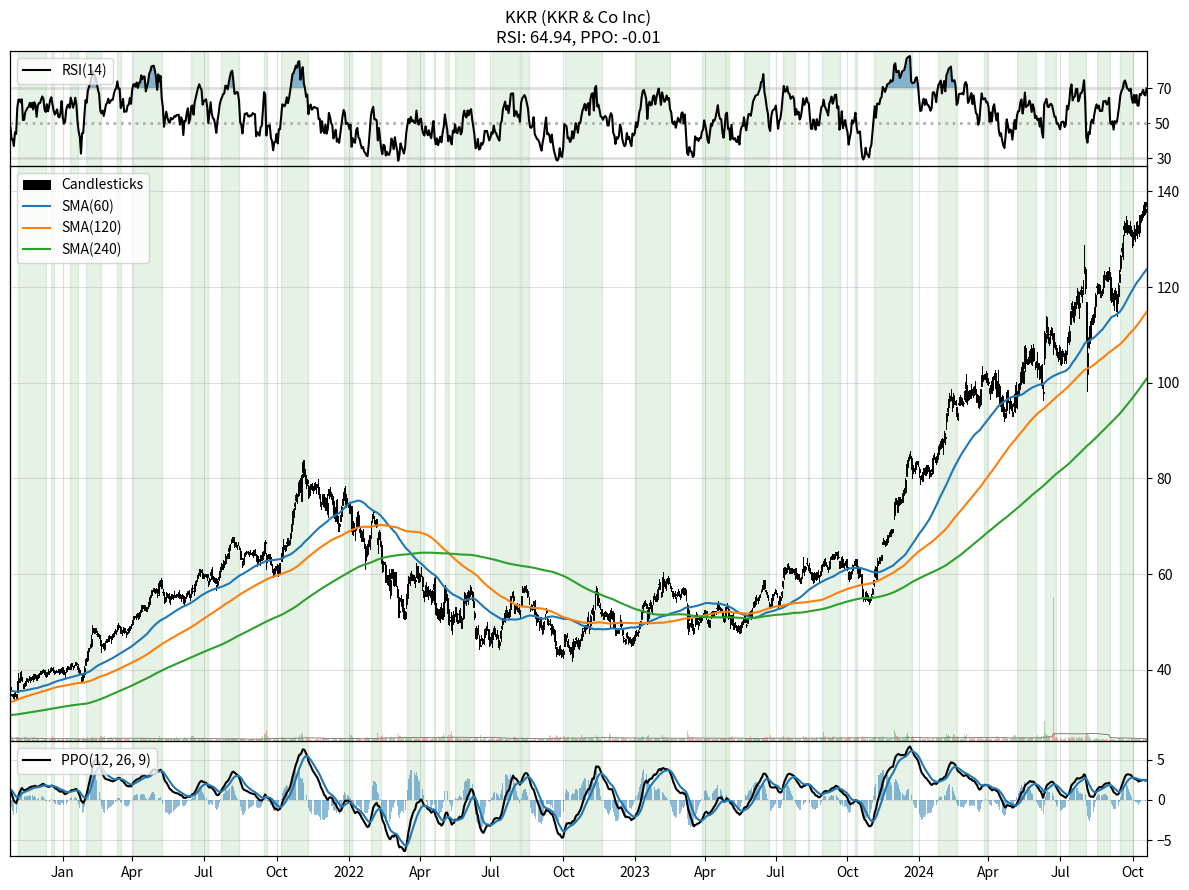 KKR (KKR & Co Inc)
RSI: 64.94, PPO: -0.01
RSI(14)
70
50
30
Candlesticks
SMA(60)
SMA(120)
SMA(240)
140
120
100
80
60
40
PPO(12, 26, 9)
5
0
−5
Jan Apr Jul Oct 2022 Apr Jul Oct 2023 Apr Jul Oct 2024 Apr Jul Oct